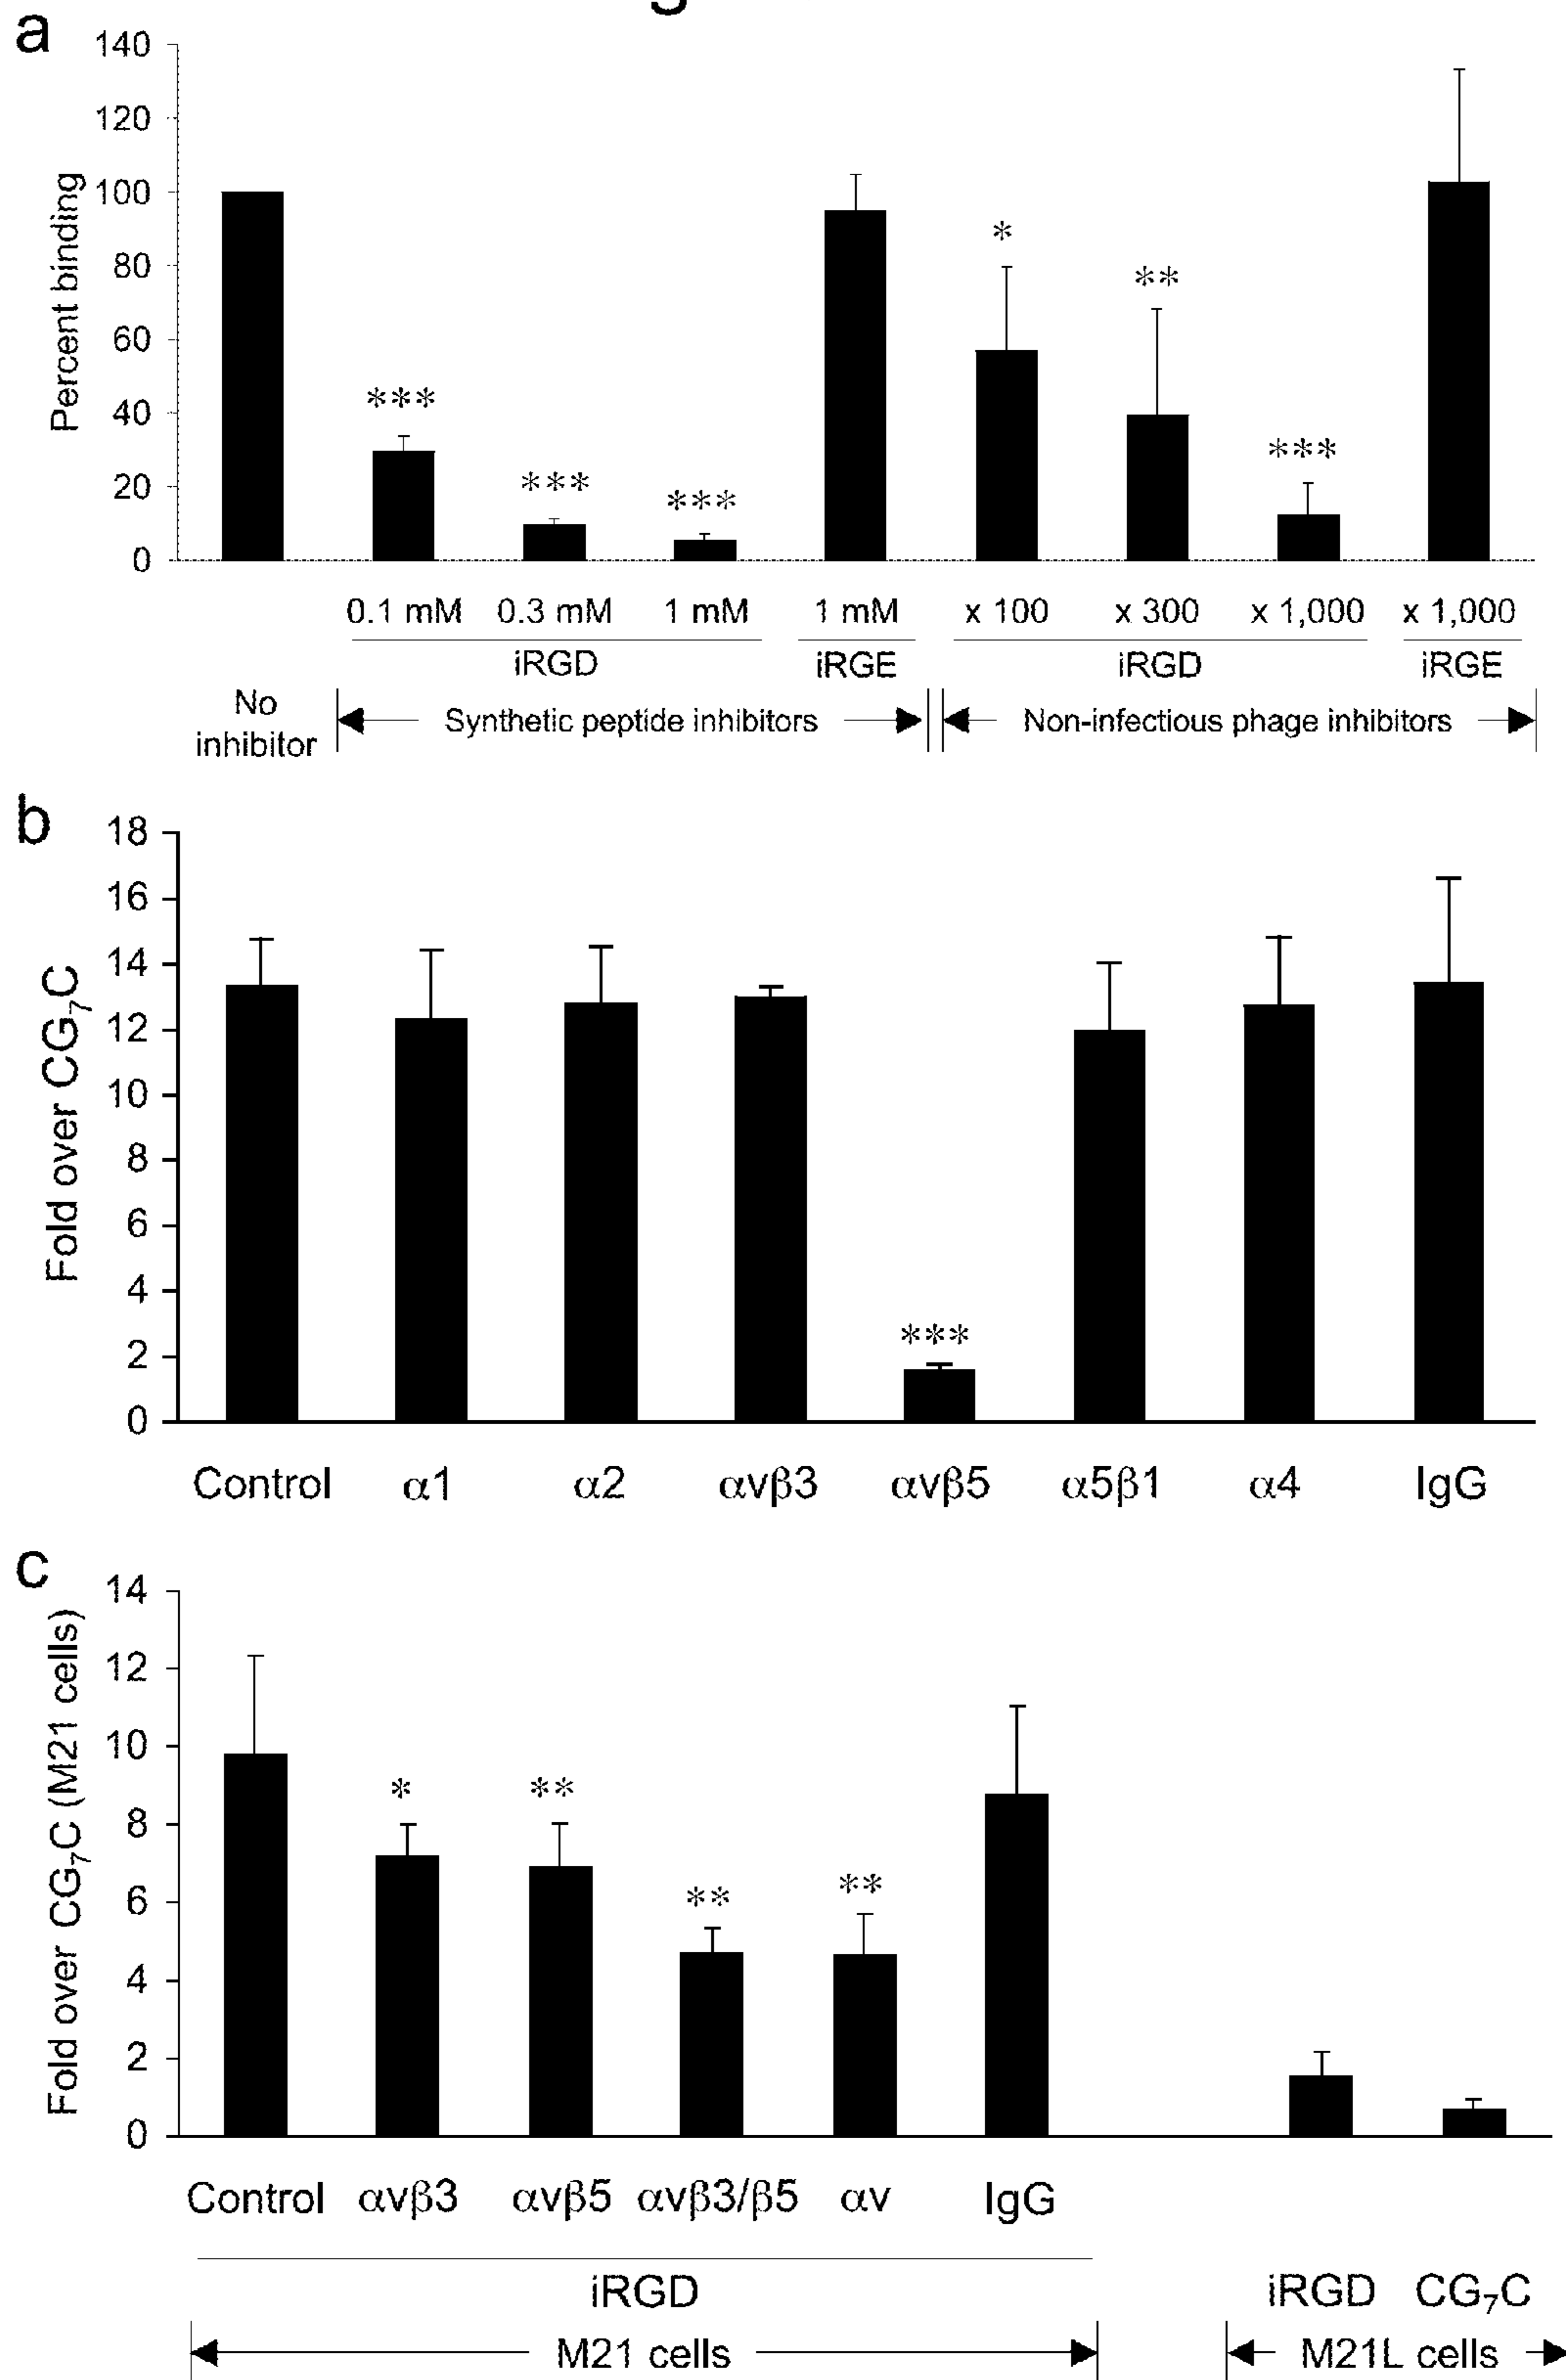 a
140
120
100
80
60
40
20
0
Percent binding
***
***
***
*
**
***
0.1 mM 0.3 mM 1 mM 1 mM x 100 x 300 x 1,000 x 1,000
iRGD iRGE iRGD iRGE
No inhibitor
Synthetic peptide inhibitors
Non-infectious phage inhibitors
b
18
16
14
12
10
8
6
4
2
0
Fold over CG₇C
***
Control α1 α2 αvβ3 αvβ5 α5β1 α4 IgG
c
14
12
10
8
6
4
2
0
Fold over CG₇C (M21 cells)
*
**
**
**
Control αvβ3 αvβ5 αvβ3/β5 αv IgG
iRGD iRGD CG₇C
M21 cells M21L cells